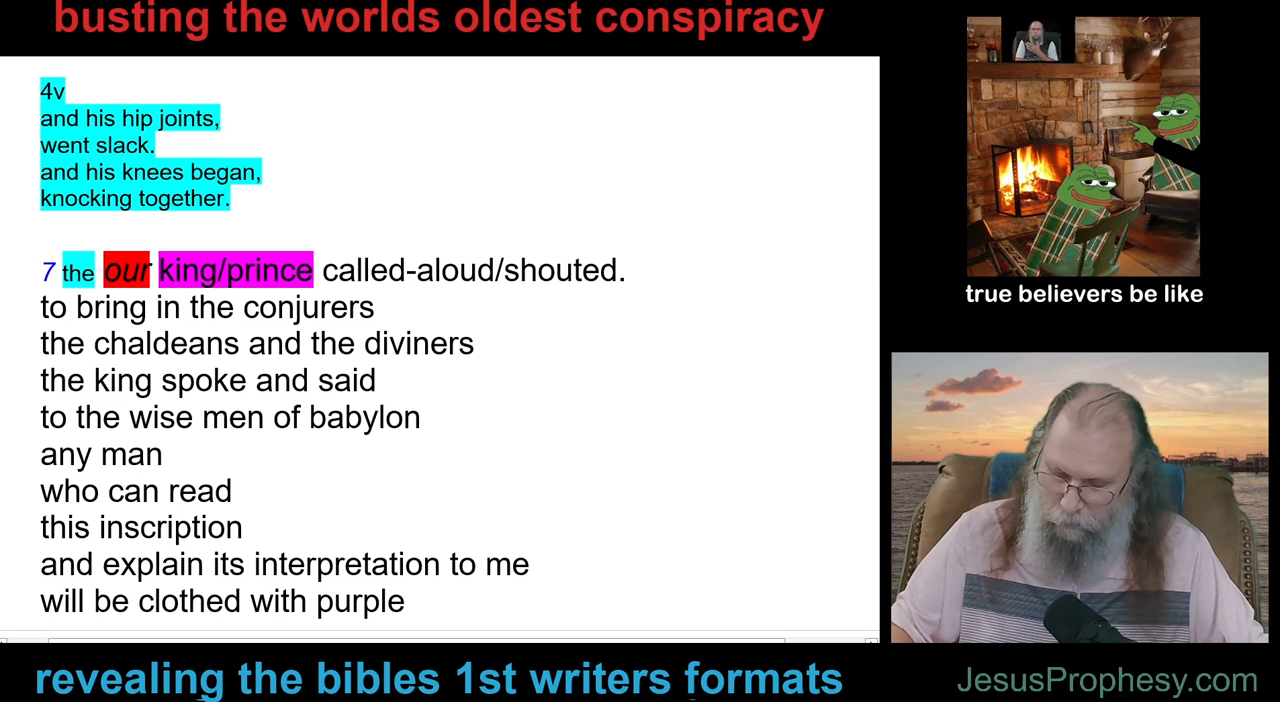 busting the worlds oldest conspiracy
4v
and his hip joints,
went slack.
and his knees began,
knocking together.
7 the our king/prince called-aloud/shouted.
to bring in the conjurers
the chaldeans and the diviners
the king spoke and said
to the wise men of babylon
any man
who can read
this inscription
and explain its interpretation to me
will be clothed with purple
true believers be like
revealing the bibles 1st writers formats
JesusProphesy.com